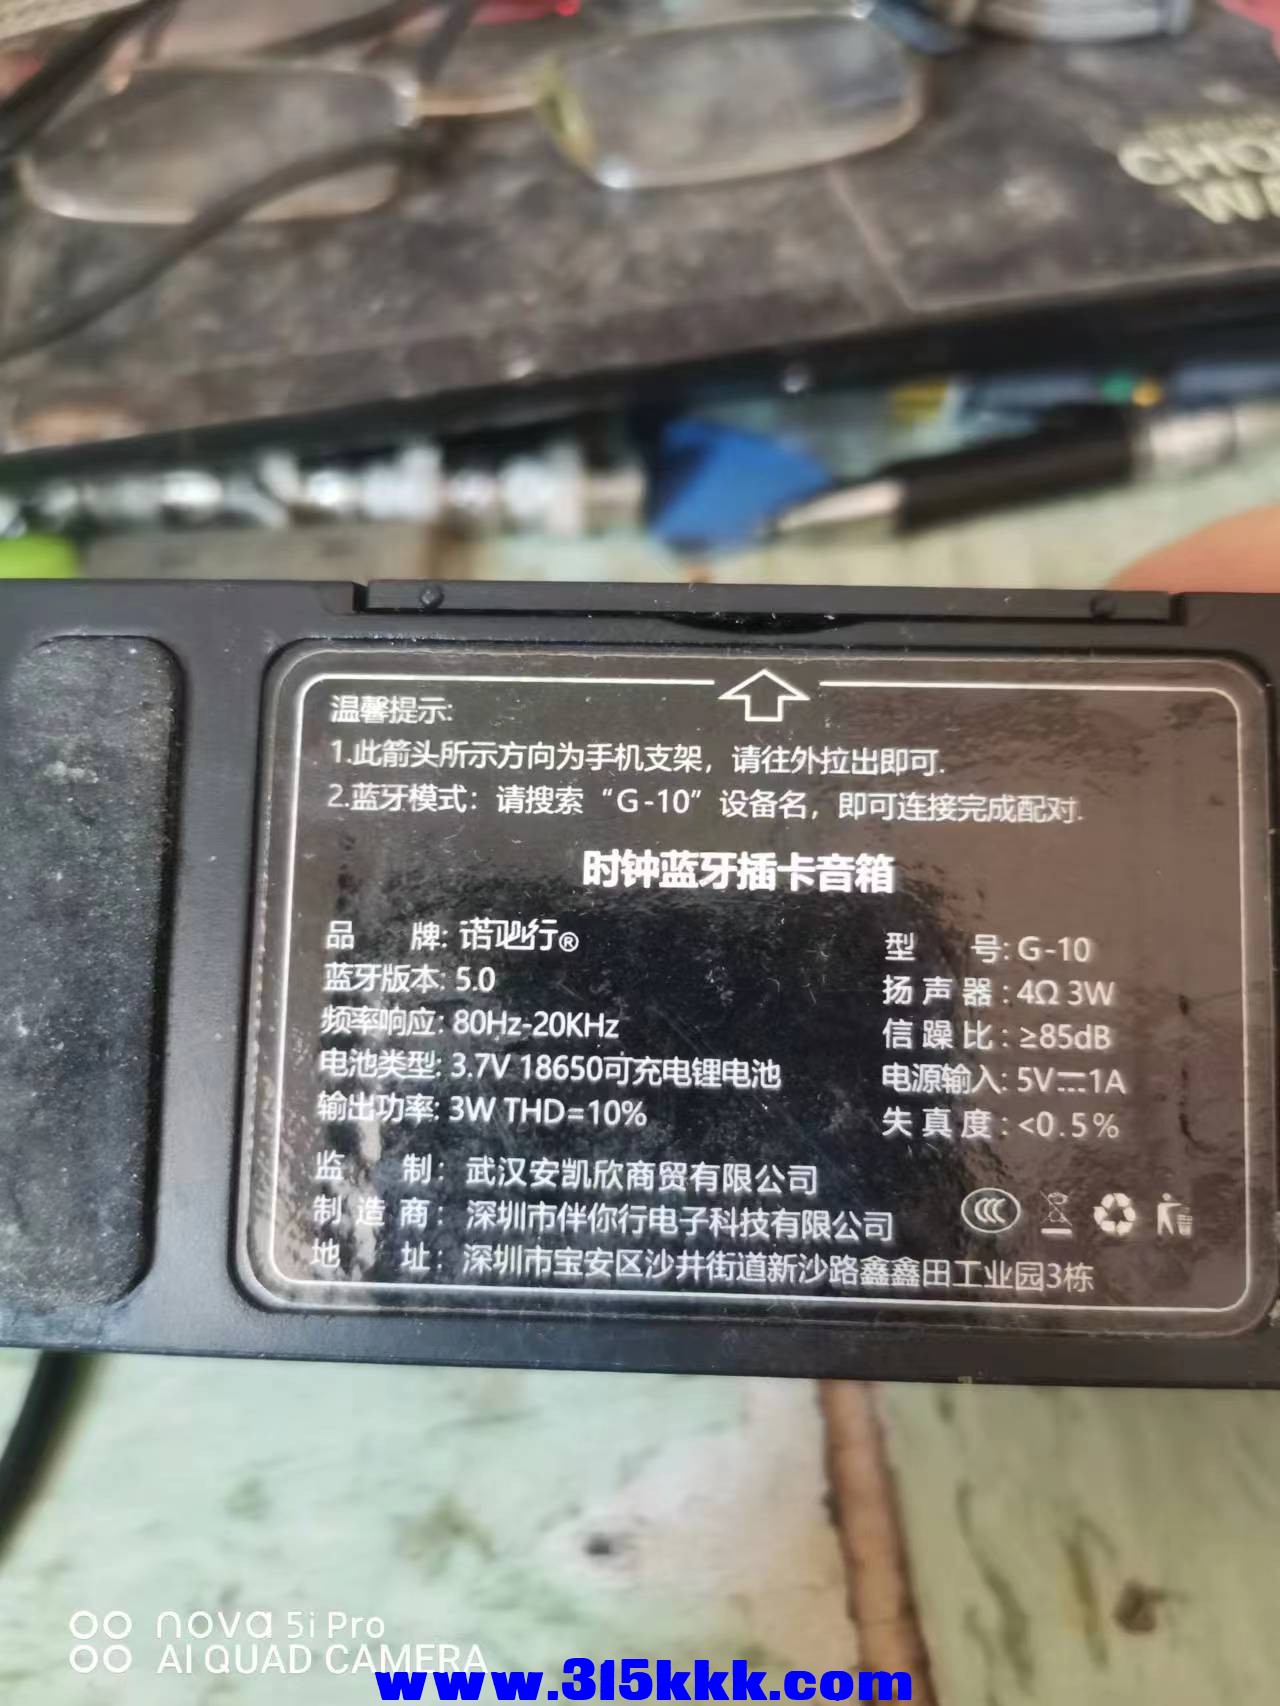 CHO
WA
温馨提示:
1.此箭头所示方向为手机支架，请往外拉出即可.
2.蓝牙模式：请搜索“G-10”设备名，即可连接完成配对.
时钟蓝牙插卡音箱
品 牌: 诺驰行®
型 号: G-10
蓝牙版本: 5.0
扬声器: 4Ω 3W
频率响应: 80Hz-20KHz
信躁比: ≥85dB
电池类型: 3.7V 18650可充电锂电池
电源输入: 5V⎓1A
输出功率: 3W THD=10%
失真度: <0.5%
监 制: 武汉安凯欣商贸有限公司
制造商: 深圳市伴你行电子科技有限公司
地 址: 深圳市宝安区沙井街道新沙路鑫鑫田工业园3栋
nova 5i Pro
AI QUAD CAMERA
www.315kkk.com